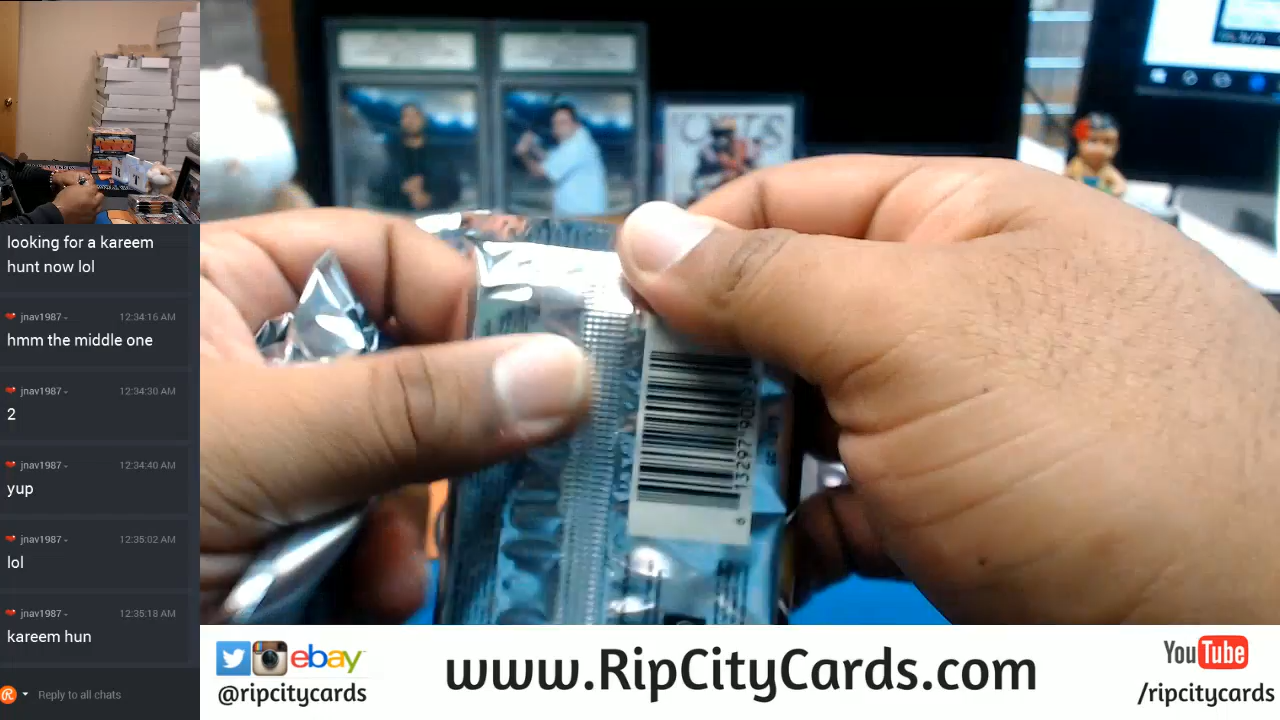 looking for a kareem
hunt now lol
jnav1987
12:34:16 AM
hmm the middle one
jnav1987
12:34:30 AM
2
jnav1987
12:34:40 AM
yup
jnav1987
12:35:02 AM
lol
jnav1987
12:35:18 AM
kareem hun
Reply to all chats
ebay
@ripcitycards
www.RipCityCards.com
YouTube
/ripcitycards